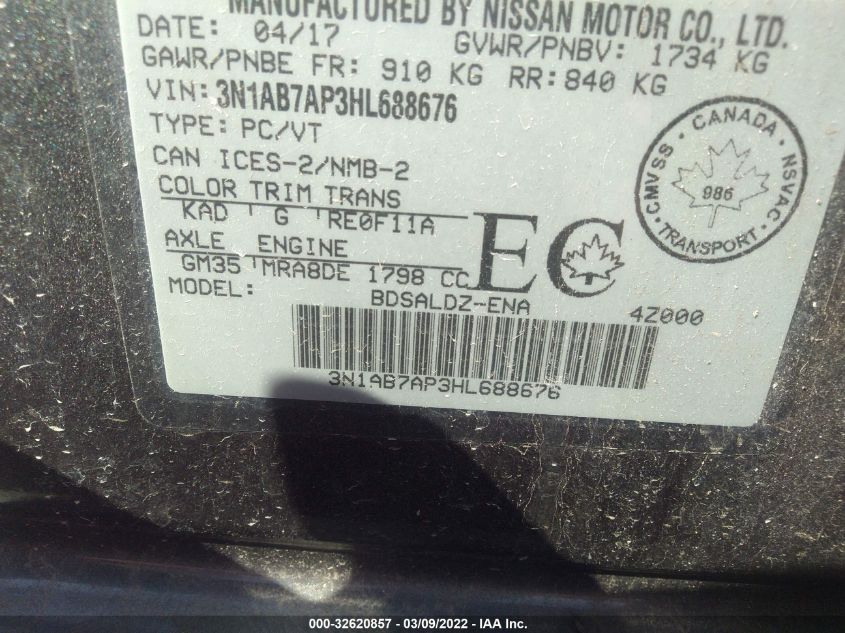 MANUFACTURED BY NISSAN MOTOR CO., LTD.
DATE: 04/17 GVWR/PNBV: 1734 KG
GAWR/PNBE FR: 910 KG RR: 840 KG
VIN: 3N1AB7AP3HL688676
TYPE: PC/VT
CAN ICES-2/NMB-2
COLOR TRIM TRANS
KAD G RE0F11A
AXLE ENGINE
GM35 MRA8DE 1798 CC
MODEL: BDSALDZ-ENA 4Z000
EC
CANADA
CMVSS · NSVAC
986
TRANSPORT
3N1AB7AP3HL688676
000-32620857 - 03/09/2022 - IAA Inc.